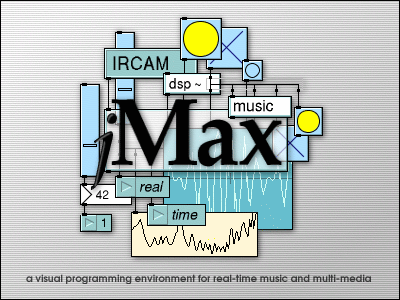 IRCAM
dsp ~
music
jMax
42
real
1
time
a visual programming environment for real-time music and multi-media